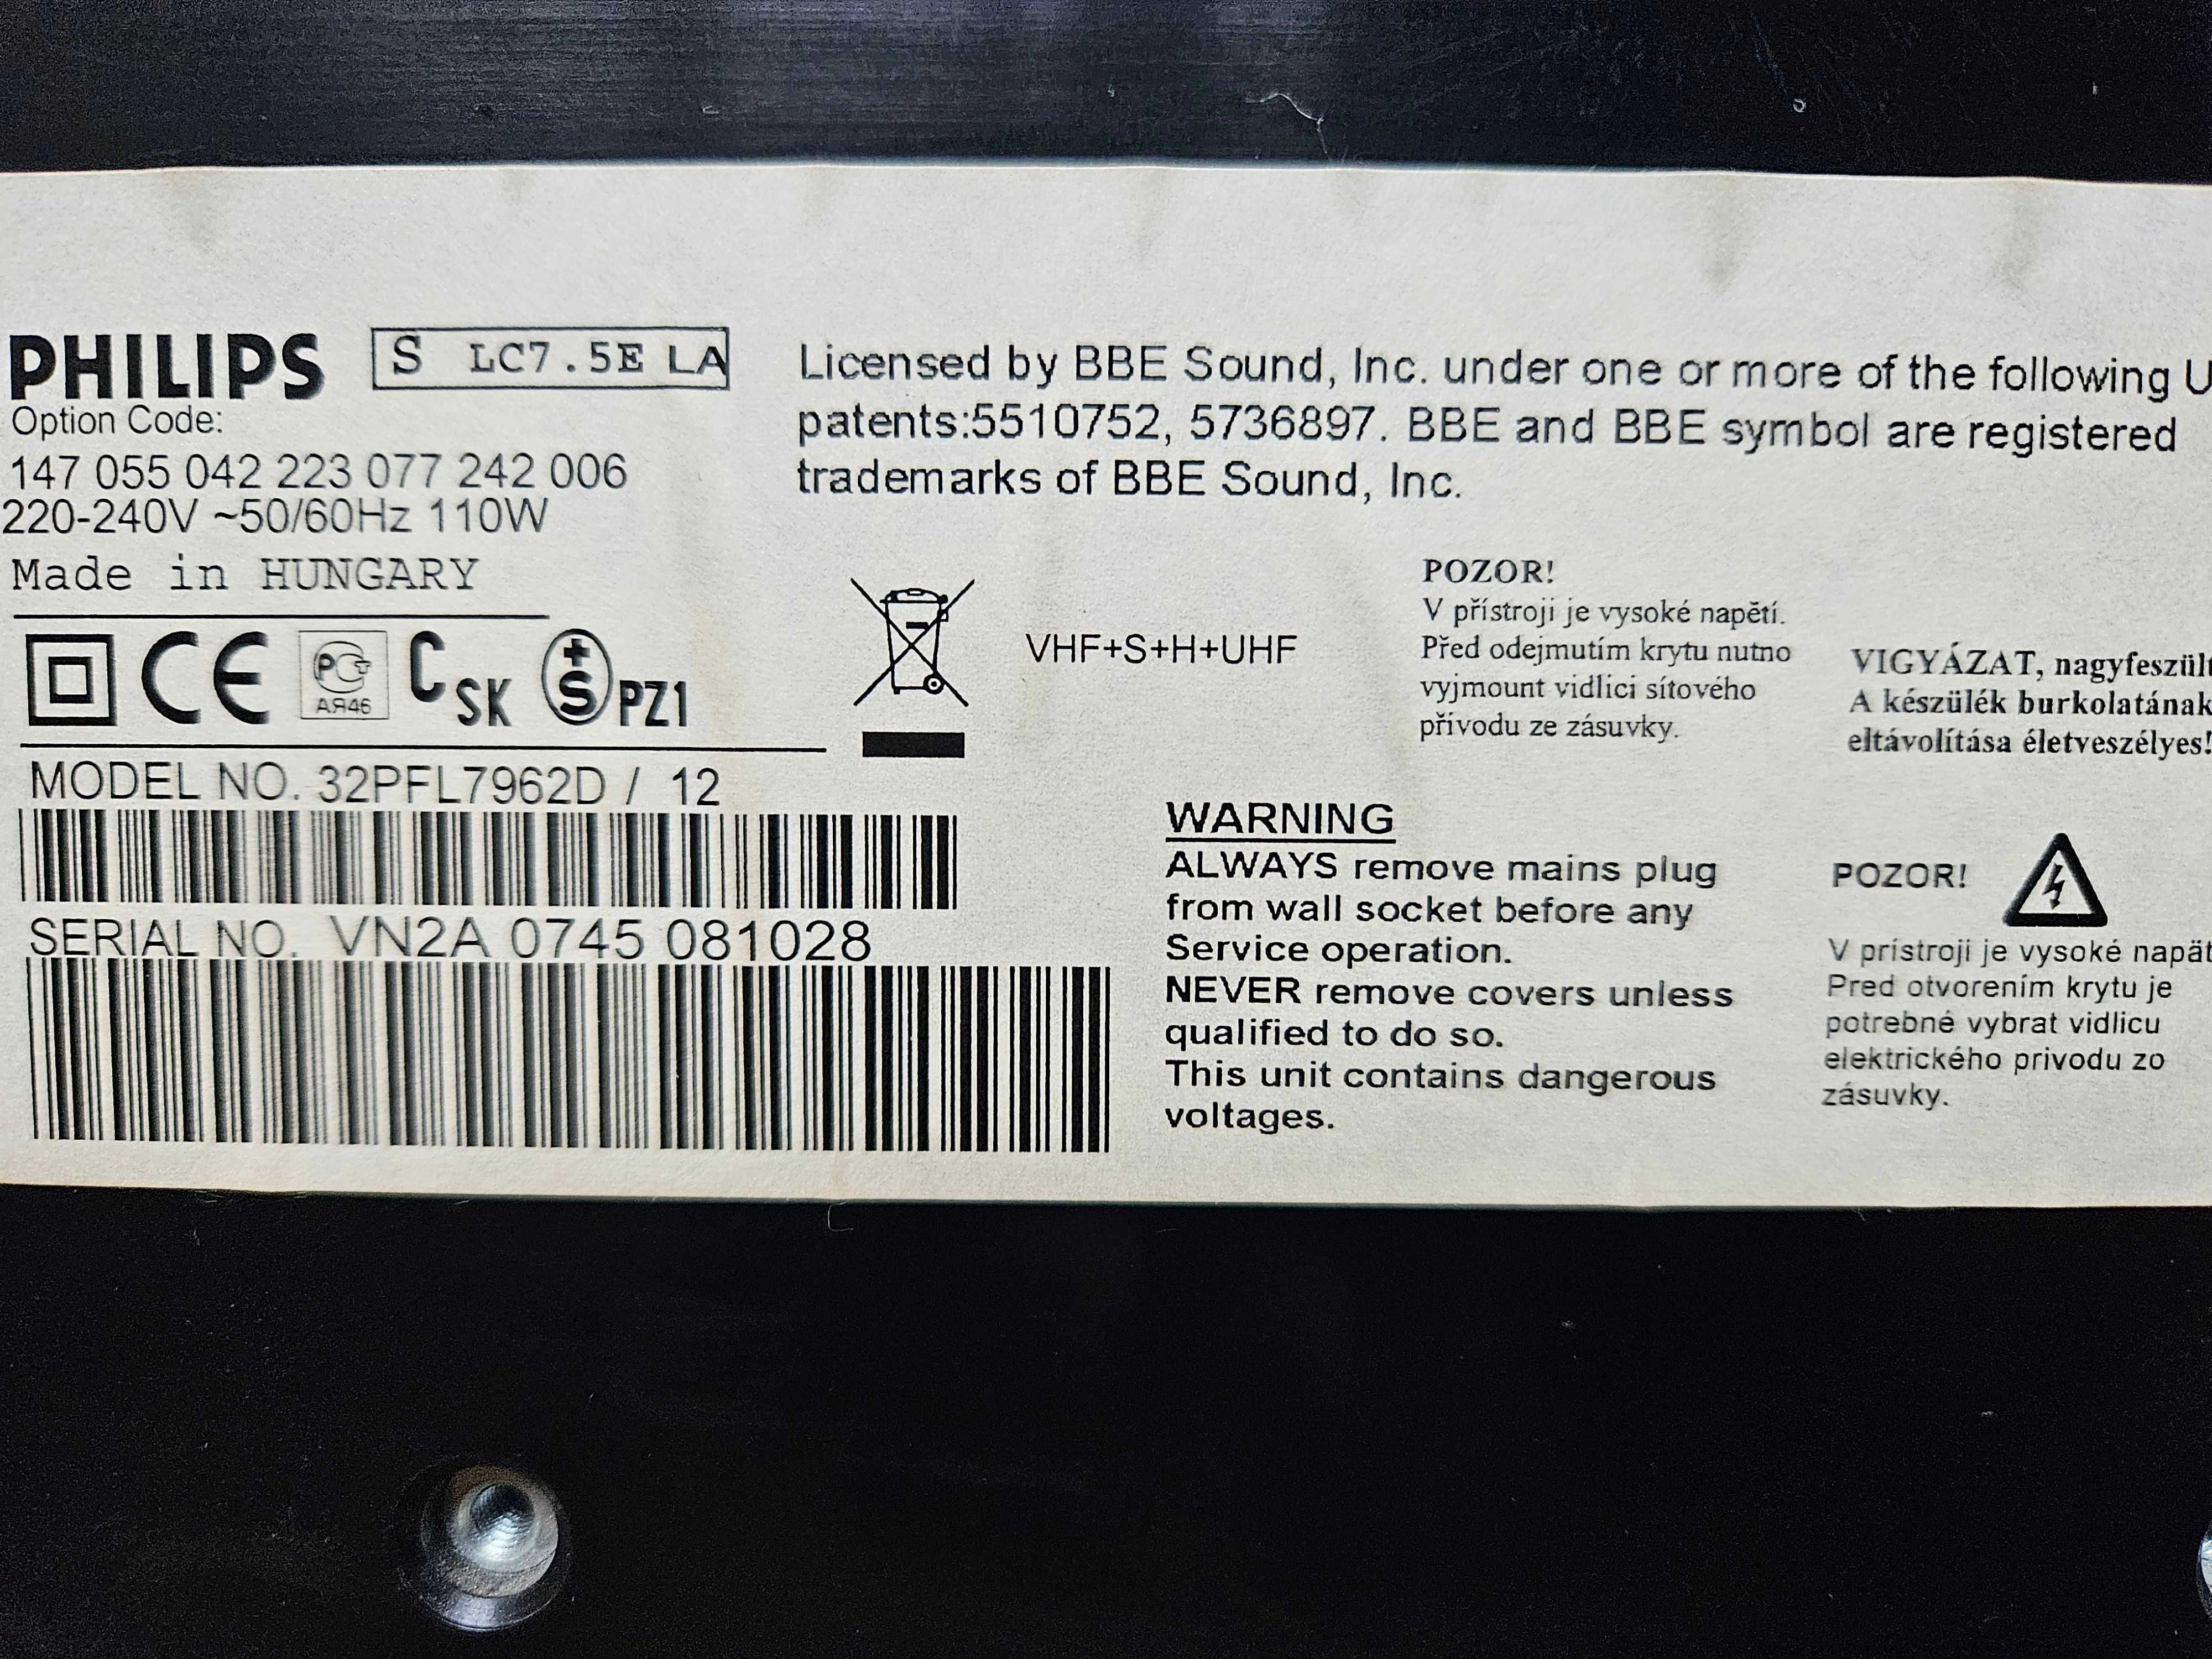 PHILIPS
S LC7.5E LA
Option Code:
147 055 042 223 077 242 006
220-240V ~50/60Hz 110W
Made in HUNGARY
CE
PCT
АЯ46
C SK
+S PZ1
MODEL NO. 32PFL7962D / 12
SERIAL NO. VN2A 0745 081028
Licensed by BBE Sound, Inc. under one or more of the following U
patents:5510752, 5736897. BBE and BBE symbol are registered
trademarks of BBE Sound, Inc.
VHF+S+H+UHF
POZOR!
V přístroji je vysoké napětí.
Před odejmutím krytu nutno
vyjmount vidlici sítového
přivodu ze zásuvky.
VIGYÁZAT, nagyfeszült
A készülék burkolatának
eltávolítása életveszélyes!
WARNING
ALWAYS remove mains plug
from wall socket before any
Service operation.
NEVER remove covers unless
qualified to do so.
This unit contains dangerous
voltages.
POZOR!
V prístroji je vysoké napät
Pred otvorením krytu je
potrebné vybrat vidlicu
elektrického privodu zo
zásuvky.